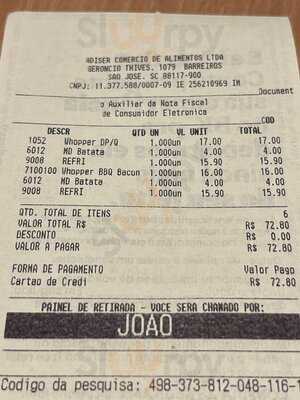 ADISER COMERCIO DE ALIMENTOS LTDA
GERONCIO THIVES, 1079 BARREIROS
SAO JOSE, SC 88117-900
CNPJ: 11.377.588/0007-09 IE 256210969 IM
Document
o Auxiliar da Nota Fiscal
de Consumidor Eletronica
COD
DESCR QTD UN VL UNIT TOTAL
1052 Whopper DP/Q 1.000un 17.00 17.00
6012 MD Batata 1.000un 4.00 4.00
9008 REFRI 1.000un 15.90 15.90
7100100 Whopper BBQ Bacon 1.000un 16.00 16.00
6012 MD Batata 1.000un 4.00 4.00
9008 REFRI 1.000un 15.90 15.90
QTD. TOTAL DE ITENS 6
VALOR TOTAL R$ R$ 72.80
DESCONTO R$ 0.00
VALOR A PAGAR R$ 72.80
FORMA DE PAGAMENTO Valor Pago
Cartao de Credi R$ 72.80
PAINEL DE RETIRADA - VOCE SERA CHAMADO POR:
JOAO
Codigo da pesquisa: 498-373-812-048-116-1